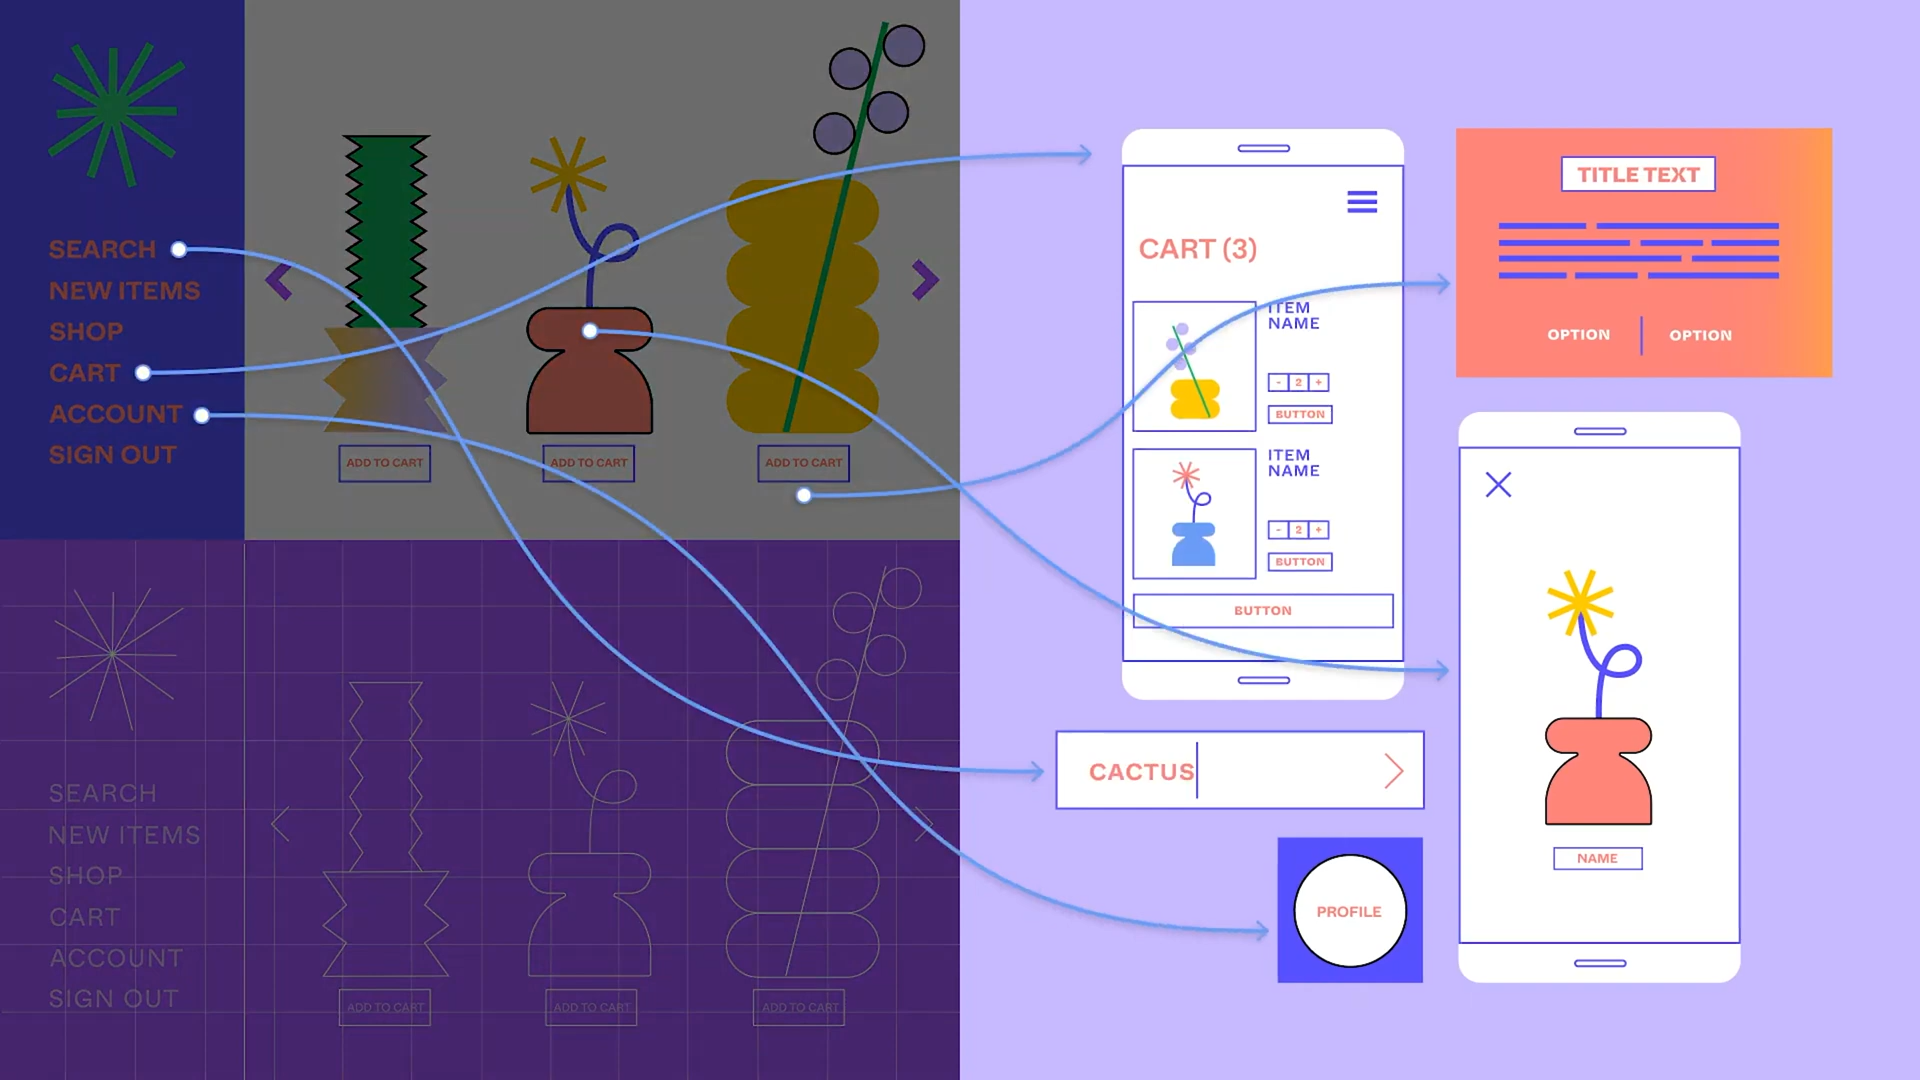 SEARCH
NEW ITEMS
SHOP
CART
ACCOUNT
SIGN OUT
ADD TO CART
ADD TO CART
ADD TO CART
SEARCH
NEW ITEMS
SHOP
CART
ACCOUNT
SIGN OUT
ADD TO CART
ADD TO CART
ADD TO CART
CART (3)
ITEM
NAME
- 2 +
BUTTON
ITEM
NAME
- 2 +
BUTTON
BUTTON
TITLE TEXT
OPTION
OPTION
CACTUS
PROFILE
NAME